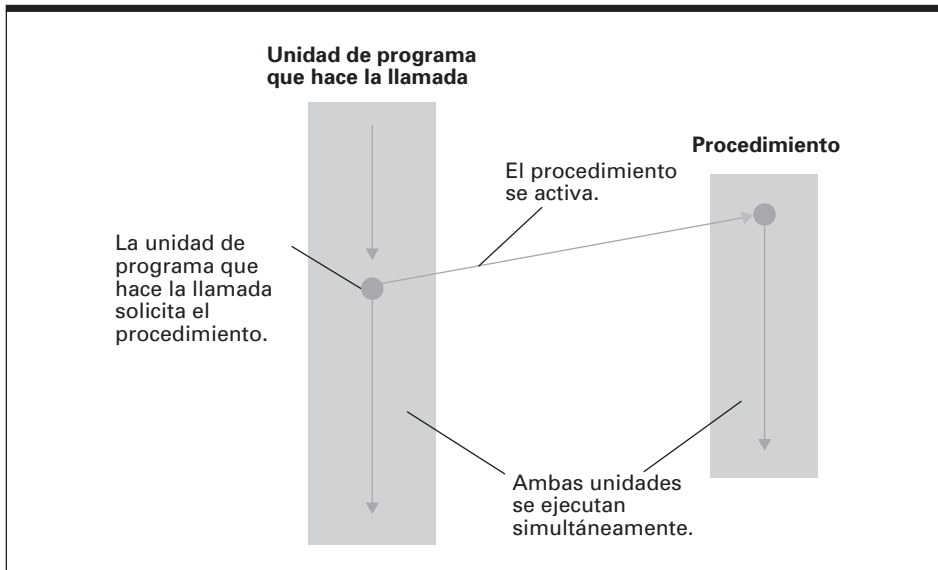 Unidad de programa
que hace la llamada
Procedimiento
El procedimiento
se activa.
La unidad de
programa que
hace la llamada
solicita el
procedimiento.
Ambas unidades
se ejecutan
simultáneamente.